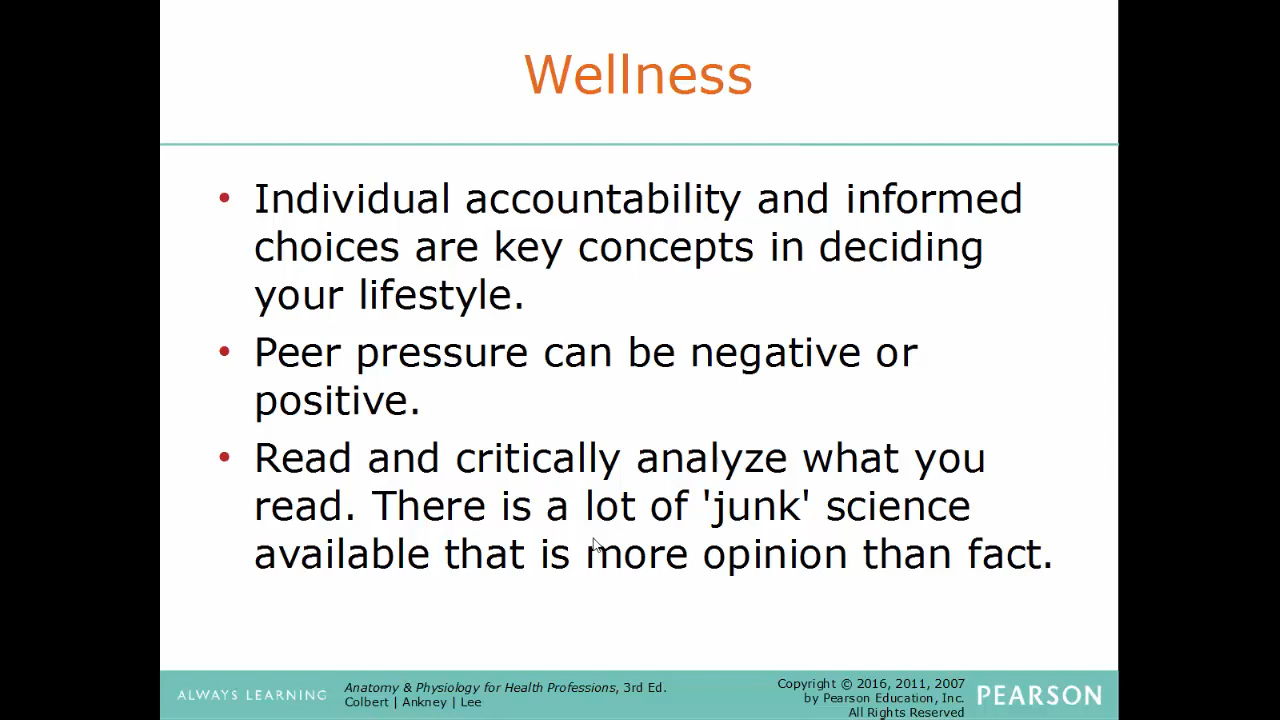 Wellness
• Individual accountability and informed
choices are key concepts in deciding
your lifestyle.
• Peer pressure can be negative or
positive.
• Read and critically analyze what you
read. There is a lot of 'junk' science
available that is more opinion than fact.
ALWAYS LEARNING
Anatomy & Physiology for Health Professions, 3rd Ed.
Colbert | Ankney | Lee
Copyright © 2016, 2011, 2007
by Pearson Education, Inc.
All Rights Reserved
PEARSON